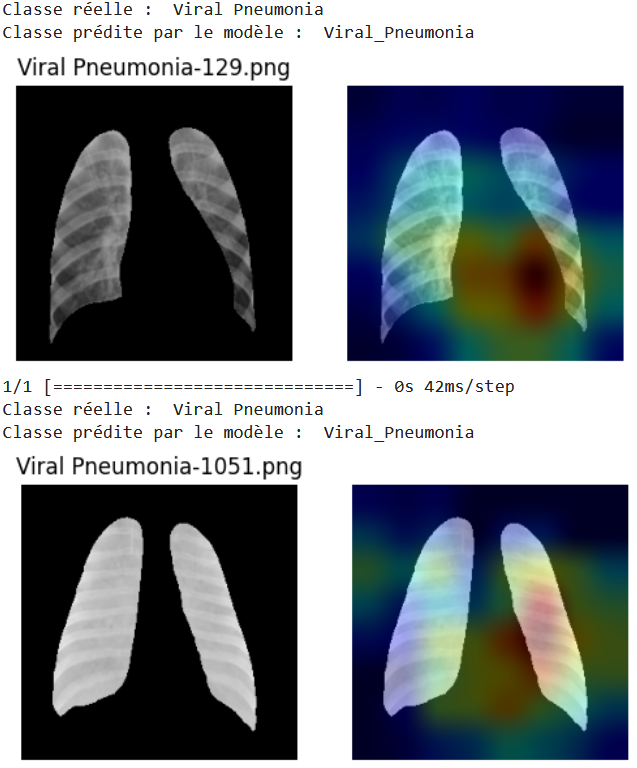 Classe réelle :  Viral Pneumonia
Classe prédite par le modèle :  Viral_Pneumonia
Viral Pneumonia-129.png
1/1 [==============================] - 0s 42ms/step
Classe réelle :  Viral Pneumonia
Classe prédite par le modèle :  Viral_Pneumonia
Viral Pneumonia-1051.png